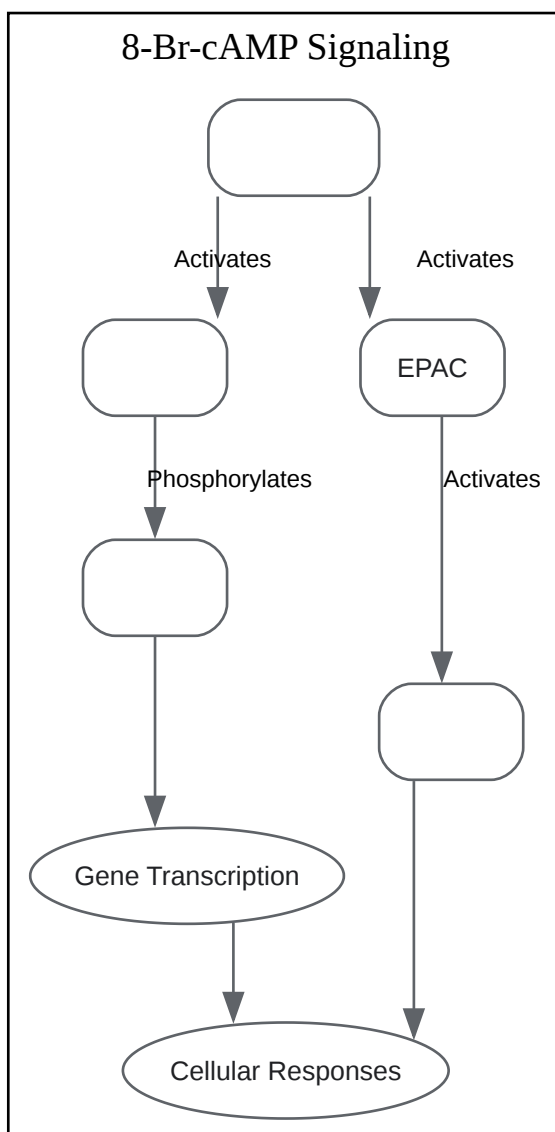 8-Br-cAMP Signaling
Activates
Activates
EPAC
Phosphorylates
Activates
Gene Transcription
Cellular Responses